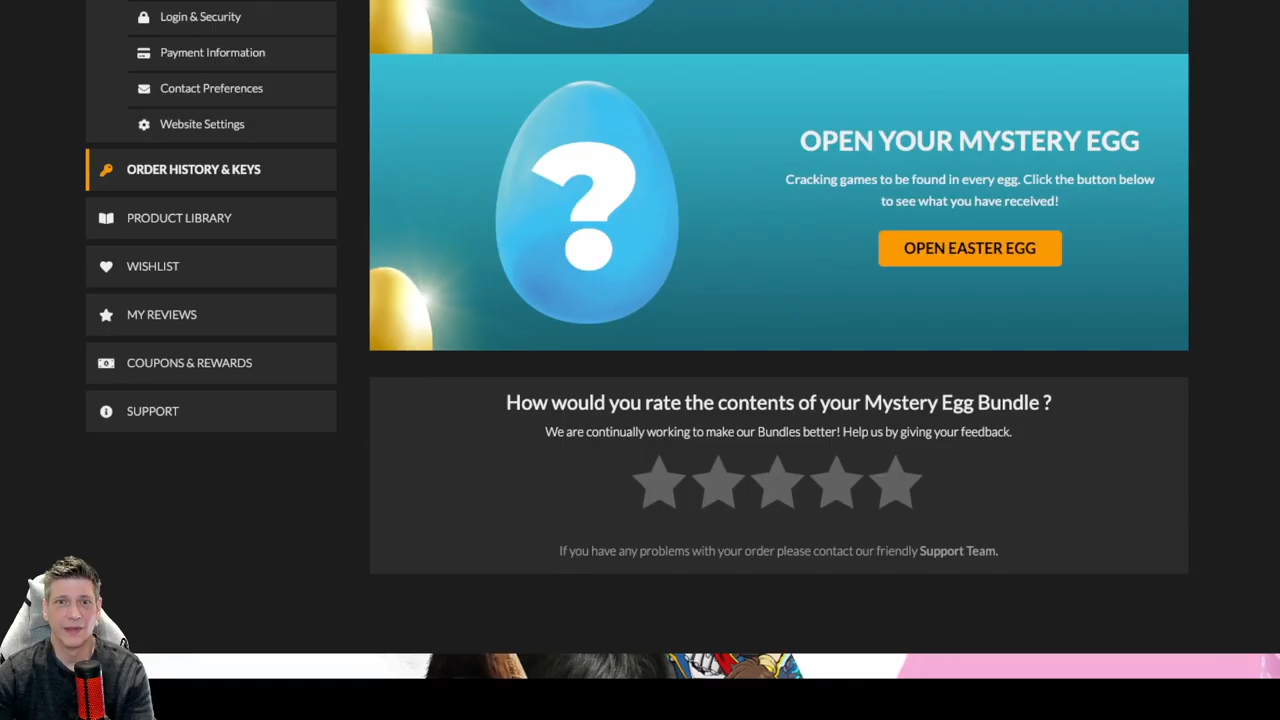 Login & Security
Payment Information
Contact Preferences
Website Settings
ORDER HISTORY & KEYS
PRODUCT LIBRARY
WISHLIST
MY REVIEWS
COUPONS & REWARDS
SUPPORT
?
OPEN YOUR MYSTERY EGG
Cracking games to be found in every egg. Click the button below
to see what you have received!
OPEN EASTER EGG
How would you rate the contents of your Mystery Egg Bundle ?
We are continually working to make our Bundles better! Help us by giving your feedback.
If you have any problems with your order please contact our friendly Support Team.